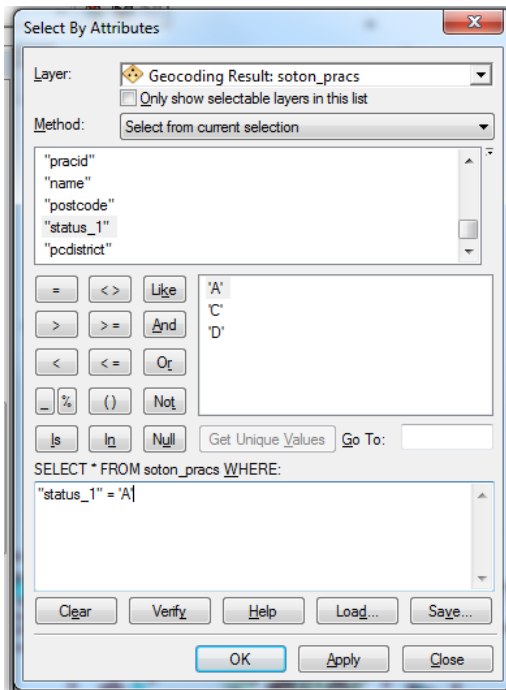 Select By Attributes
x
Layer: Geocoding Result: soton_pracs
Only show selectable layers in this list
Method: Select from current selection
"pracid"
"name"
"postcode"
"status_1"
"pcdistrict"
= <> Like 'A'
'C'
'D'
> > = And
< < = Or
_ % () Not
Is In Null Get Unique Values Go To:
SELECT * FROM soton_pracs WHERE:
"status_1" = 'A'
Clear Verify Help Load... Save...
OK Apply Close